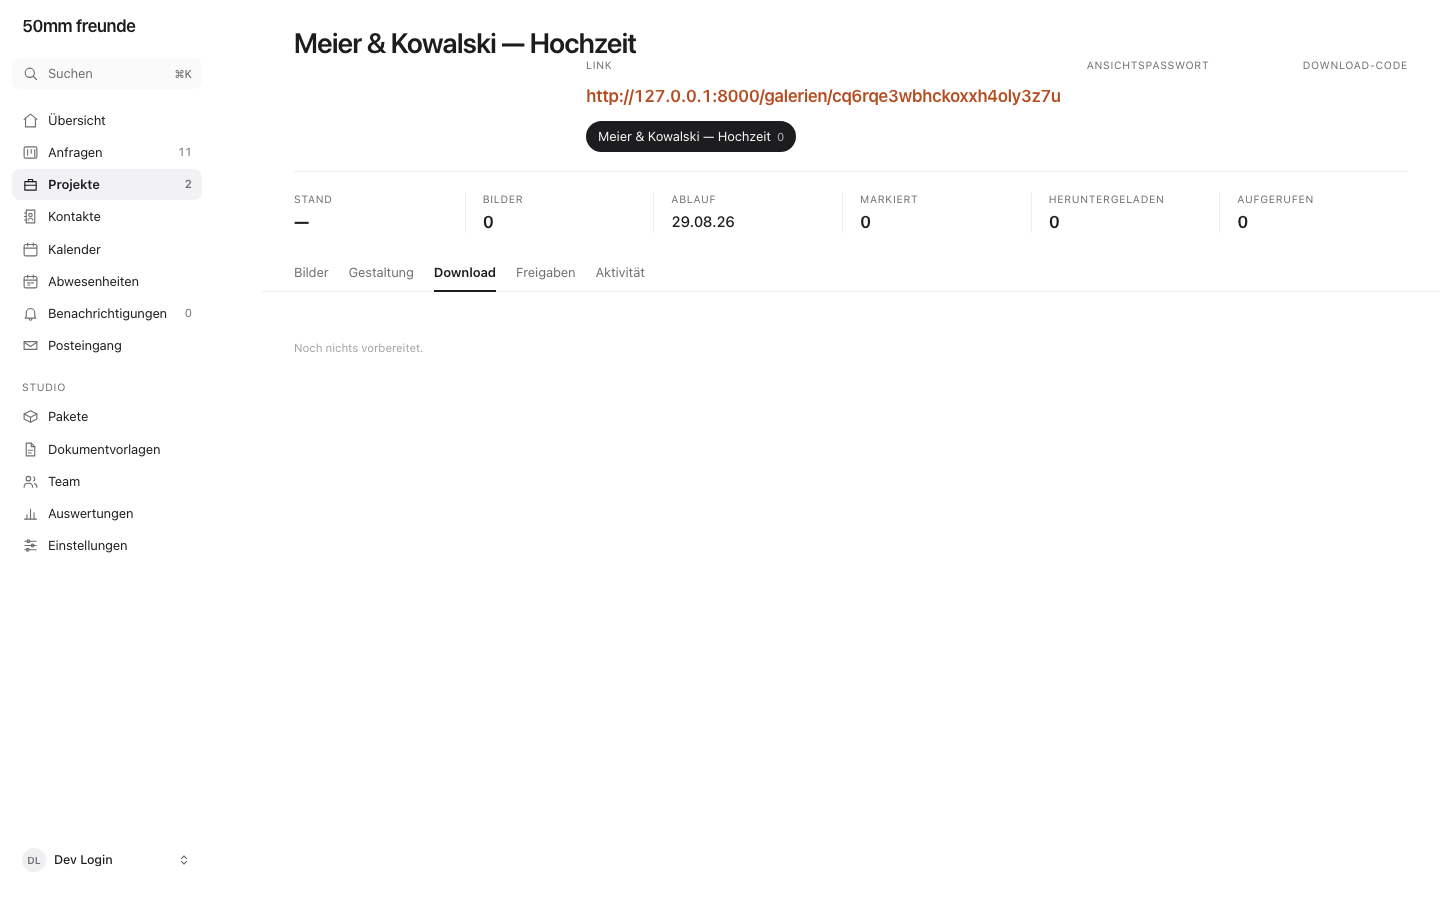 50mm freunde
Suchen ⌘K
Übersicht
Anfragen 11
Projekte 2
Kontakte
Kalender
Abwesenheiten
Benachrichtigungen 0
Posteingang
STUDIO
Pakete
Dokumentvorlagen
Team
Auswertungen
Einstellungen
DL Dev Login
Meier & Kowalski — Hochzeit
LINK ANSICHTSPASSWORT DOWNLOAD-CODE
http://127.0.0.1:8000/galerien/cq6rqe3wbhckoxxh4oly3z7u
Meier & Kowalski — Hochzeit 0
STAND BILDER ABLAUF MARKIERT HERUNTERGELADEN AUFGERUFEN
— 0 29.08.26 0 0 0
Bilder Gestaltung Download Freigaben Aktivität
Noch nichts vorbereitet.